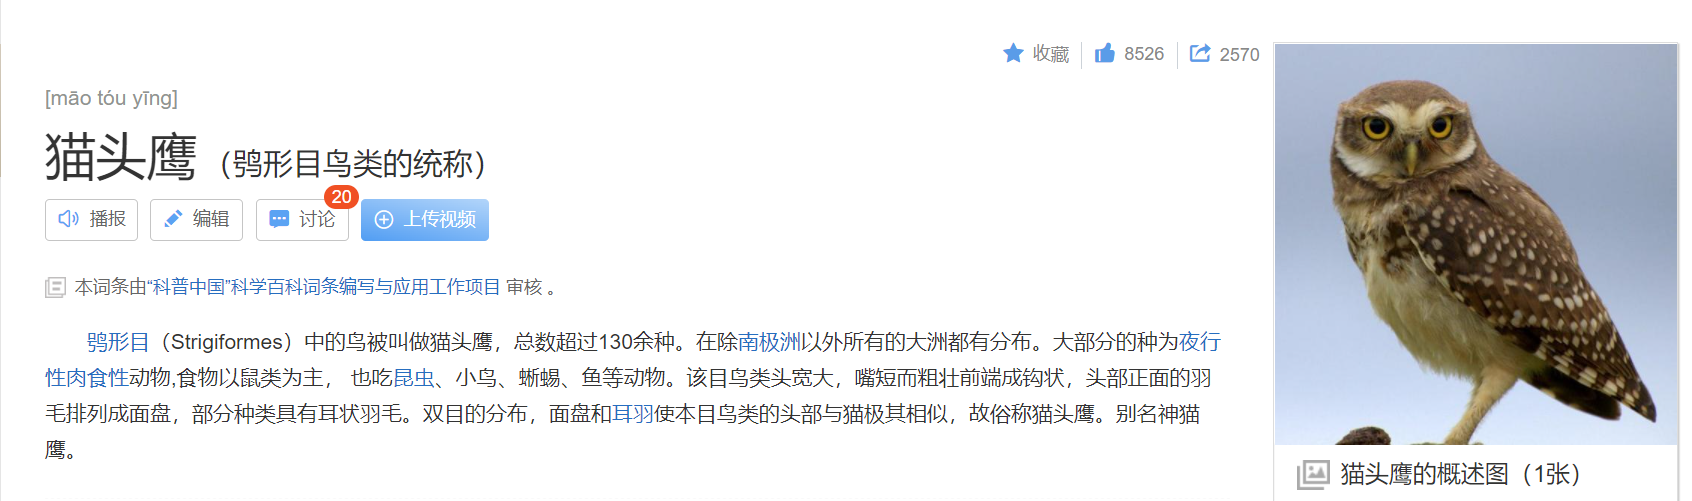 收藏 8526 2570
[māo tóu yīng]
猫头鹰（鸮形目鸟类的统称）
播报 编辑 讨论 20 上传视频
本词条由“科普中国”科学百科词条编写与应用工作项目 审核 。
鸮形目（Strigiformes）中的鸟被叫做猫头鹰，总数超过130余种。在除南极洲以外所有的大洲都有分布。大部分的种为夜行
性肉食性动物,食物以鼠类为主， 也吃昆虫、小鸟、蜥蜴、鱼等动物。该目鸟类头宽大，嘴短而粗壮前端成钩状，头部正面的羽
毛排列成面盘，部分种类具有耳状羽毛。双目的分布，面盘和耳羽使本目鸟类的头部与猫极其相似，故俗称猫头鹰。别名神猫
鹰。
猫头鹰的概述图（1张）